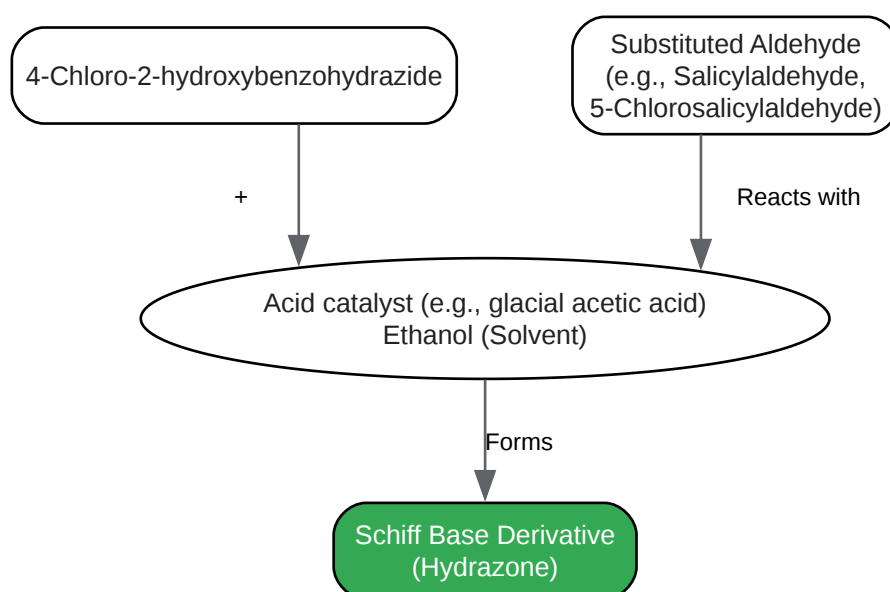 4-Chloro-2-hydroxybenzohydrazide
Substituted Aldehyde
(e.g., Salicylaldehyde,
5-Chlorosalicylaldehyde)
+
Reacts with
Acid catalyst (e.g., glacial acetic acid)
Ethanol (Solvent)
Forms
Schiff Base Derivative
(Hydrazone)